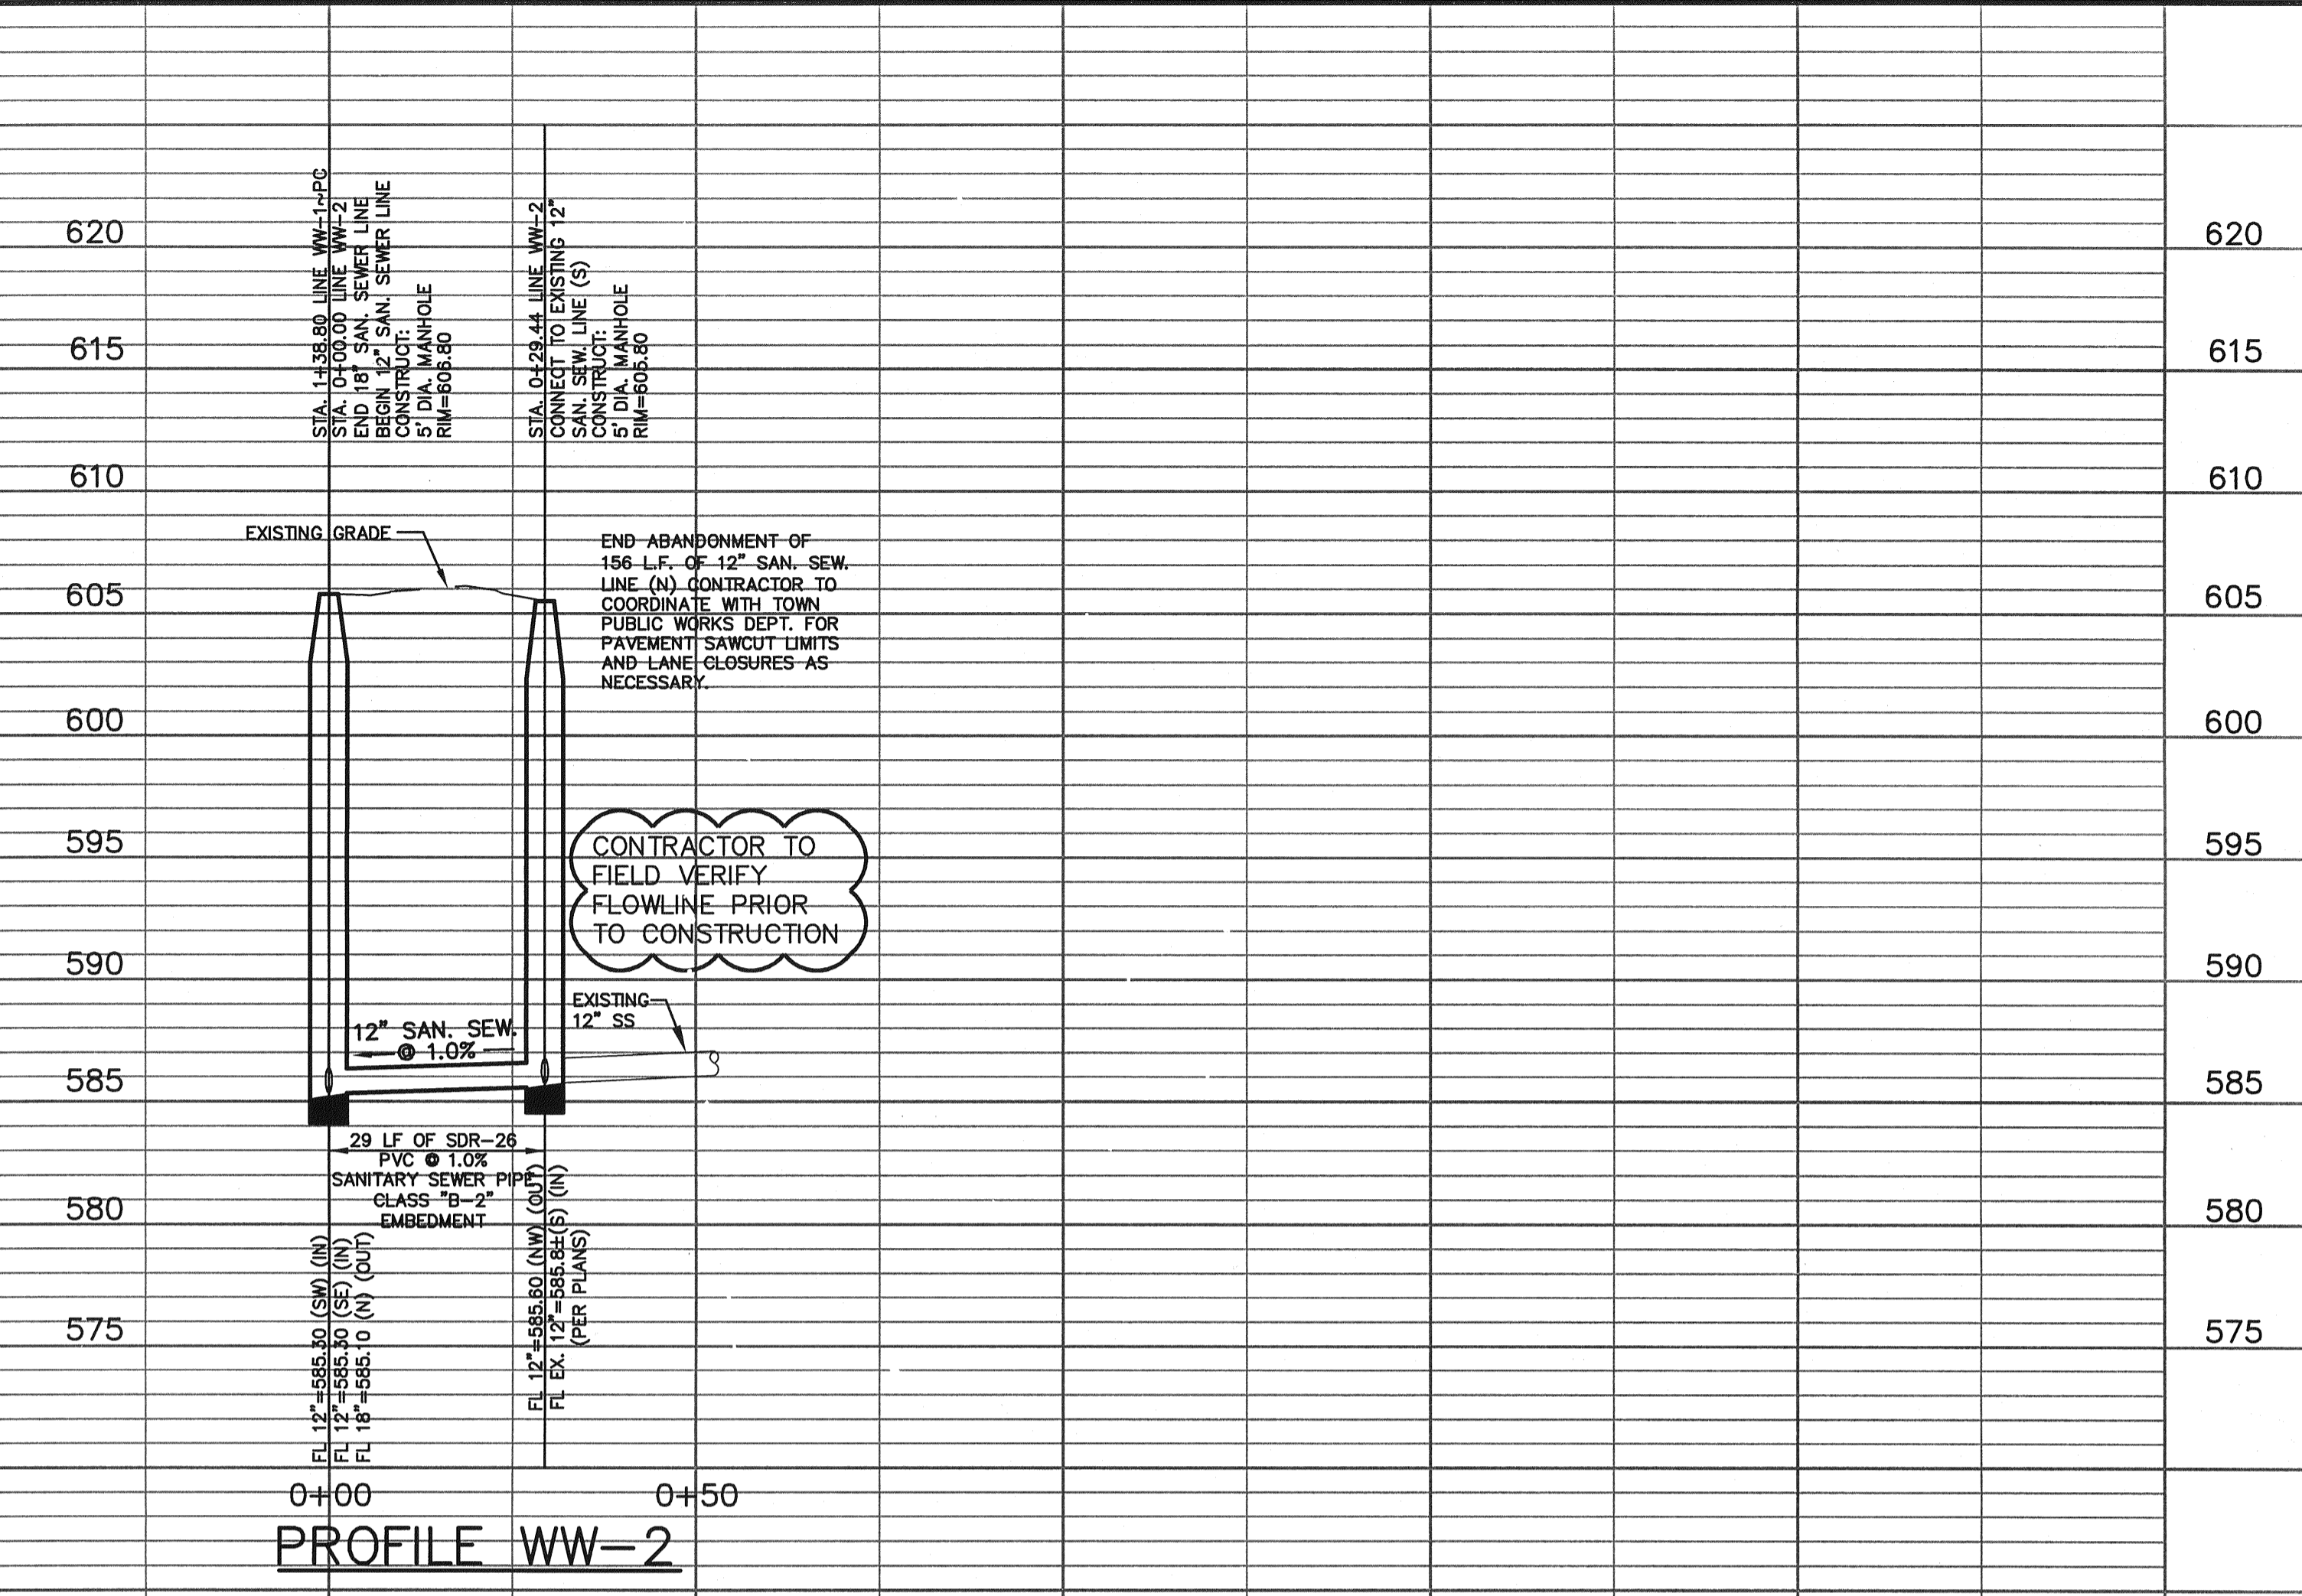 STA. 1+38.80 LINE WW-1~PC
STA. 0+00.00 LINE WW-2
END 18" SAN. SEWER LINE
BEGIN 12" SAN. SEWER LINE
CONSTRUCT:
5' DIA. MANHOLE
RIM=606.80
STA. 0+29.44 LINE WW-2
CONNECT TO EXISTING 12"
SAN. SEW. LINE (S)
CONSTRUCT:
5' DIA. MANHOLE
RIM=605.80
620
620
615
615
610
610
EXISTING GRADE
END ABANDONMENT OF
156 L.F. OF 12" SAN. SEW.
LINE (N) CONTRACTOR TO
COORDINATE WITH TOWN
PUBLIC WORKS DEPT. FOR
PAVEMENT SAWCUT LIMITS
AND LANE CLOSURES AS
NECESSARY.
605
605
600
600
595
595
CONTRACTOR TO
FIELD VERIFY
FLOWLINE PRIOR
TO CONSTRUCTION
590
590
EXISTING
12" SS
12" SAN. SEW.
@ 1.0%
585
585
29 LF OF SDR-26
PVC @ 1.0%
SANITARY SEWER PIPE
CLASS "B-2"
EMBEDMENT
580
580
FL 12"=585.30 (SW) (IN)
FL 12"=585.30 (SE) (IN)
FL 18"=585.10 (N) (OUT)
FL 12"=585.60 (NW) (OUT)
FL EX. 12"=585.8±(S) (IN)
(PER PLANS)
575
575
0+00
0+50
PROFILE WW-2